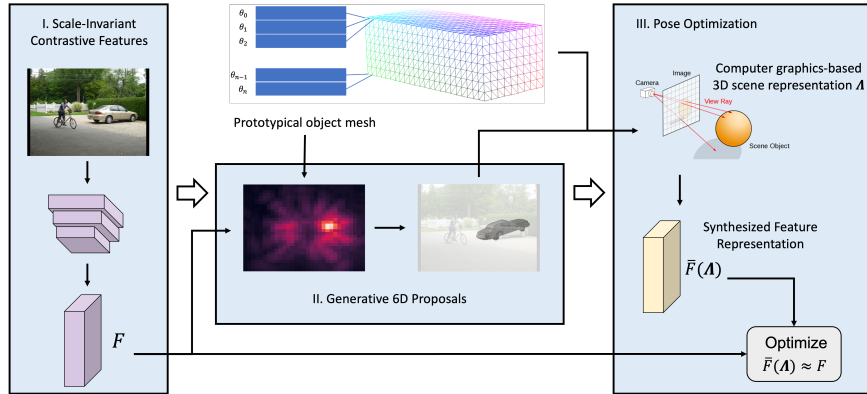 I. Scale-Invariant
Contrastive Features
F
θ0
θ1
θ2
θn−1
θn
Prototypical object mesh
II. Generative 6D Proposals
III. Pose Optimization
Computer graphics-based
3D scene representation Λ
Camera
Image
View Ray
Scene Object
Synthesized Feature
Representation
F̄(Λ)
Optimize
F̄(Λ) ≈ F